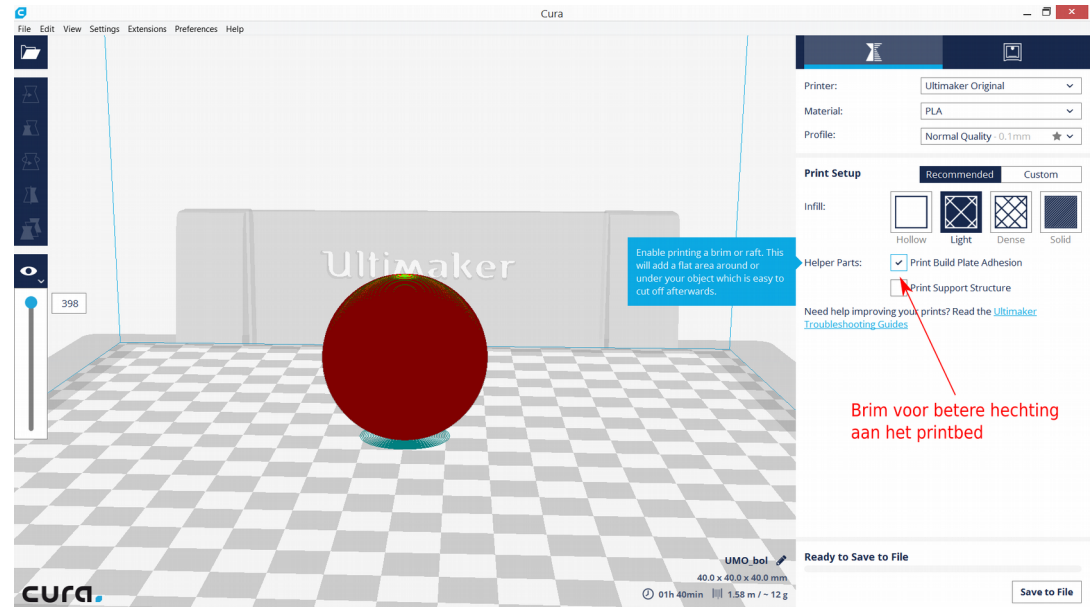 Cura
File Edit View Settings Extensions Preferences Help
Printer: Ultimaker Original
Material: PLA
Profile: Normal Quality - 0.1mm
Print Setup Recommended Custom
Infill:
Hollow Light Dense Solid
Ultimaker
Enable printing a brim or raft. This
will add a flat area around or
under your object which is easy to
cut off afterwards.
Helper Parts: Print Build Plate Adhesion
Print Support Structure
398
Need help improving your prints? Read the Ultimaker
Troubleshooting Guides
Brim voor betere hechting
aan het printbed
UMO_bol
40.0 x 40.0 x 40.0 mm
01h 40min 1.58 m / ~ 12 g
Ready to Save to File
Save to File
cura.